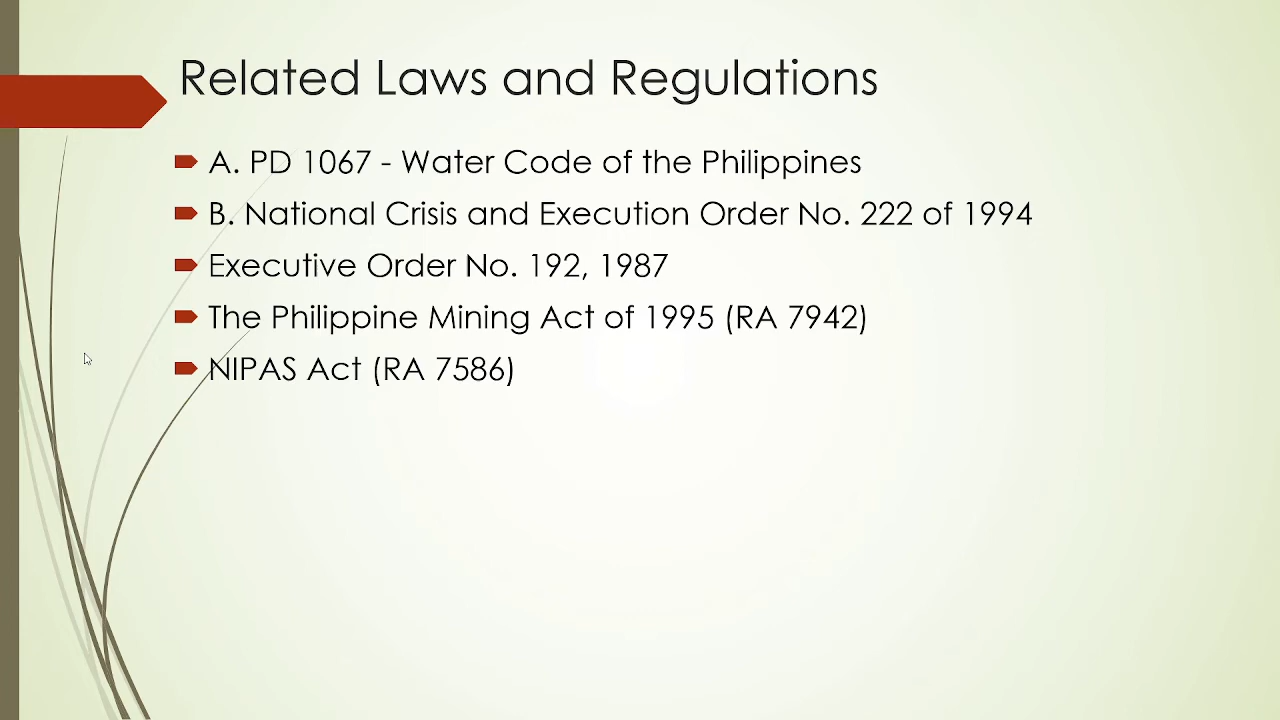 Related Laws and Regulations
A. PD 1067 - Water Code of the Philippines
B. National Crisis and Execution Order No. 222 of 1994
Executive Order No. 192, 1987
The Philippine Mining Act of 1995 (RA 7942)
NIPAS Act (RA 7586)